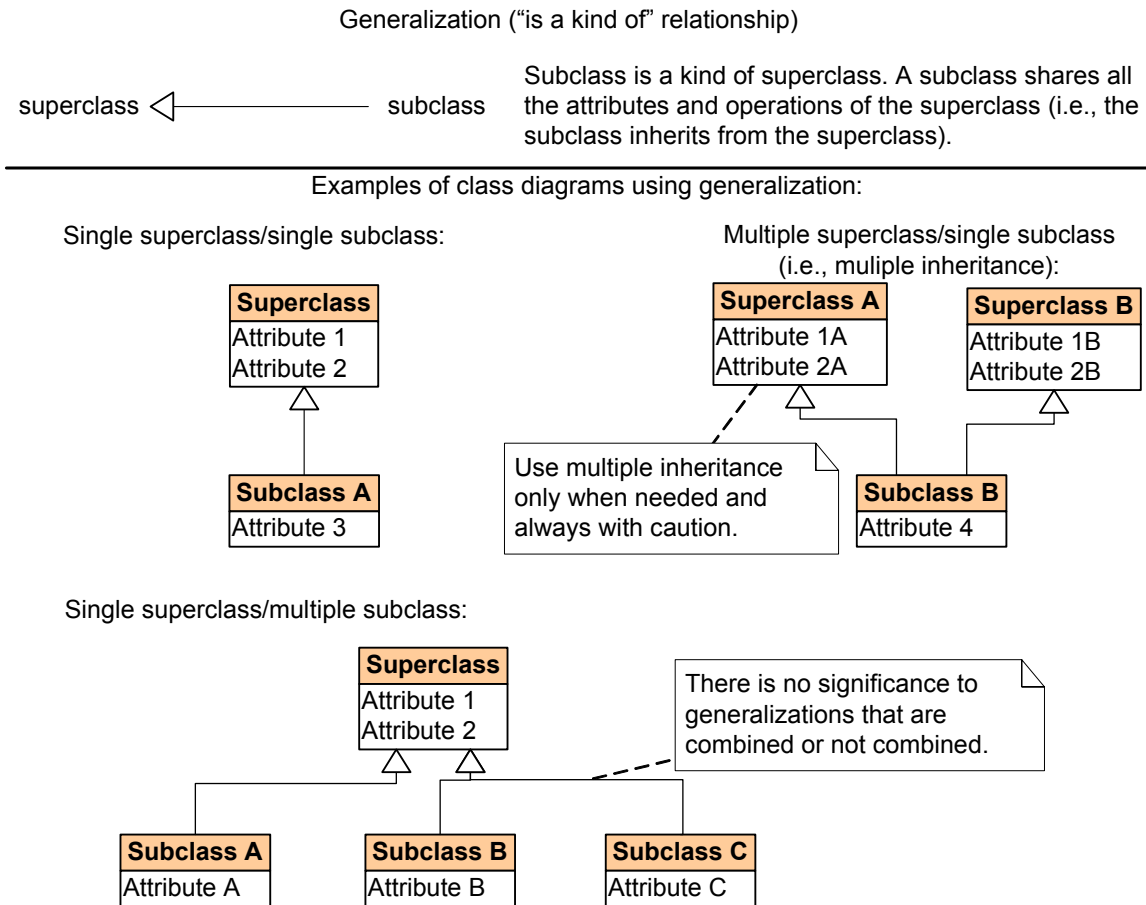 Generalization (“is a kind of” relationship)
superclass
subclass
Subclass is a kind of superclass. A subclass shares all
the attributes and operations of the superclass (i.e., the
subclass inherits from the superclass).
Examples of class diagrams using generalization:
Single superclass/single subclass:
Superclass
Attribute 1
Attribute 2
Subclass A
Attribute 3
Multiple superclass/single subclass
(i.e., muliple inheritance):
Superclass A
Attribute 1A
Attribute 2A
Superclass B
Attribute 1B
Attribute 2B
Use multiple inheritance
only when needed and
always with caution.
Subclass B
Attribute 4
Single superclass/multiple subclass:
Superclass
Attribute 1
Attribute 2
There is no significance to
generalizations that are
combined or not combined.
Subclass A
Attribute A
Subclass B
Attribute B
Subclass C
Attribute C